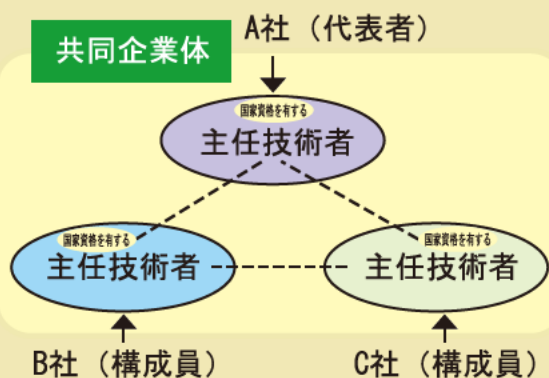 共同企業体
A社（代表者）
国家資格を有する
主任技術者
国家資格を有する
主任技術者
国家資格を有する
主任技術者
B社（構成員）
C社（構成員）